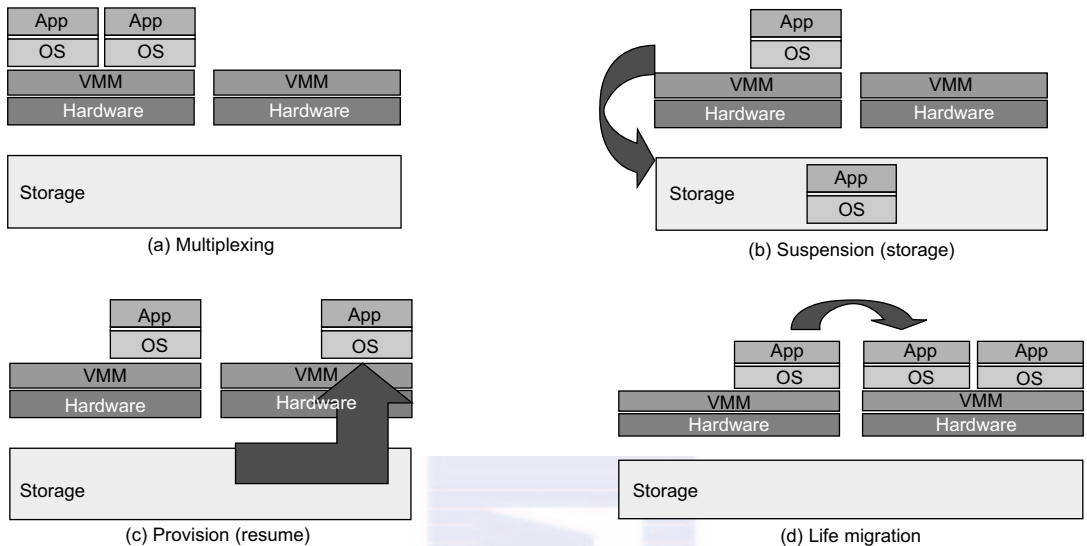 App App
OS OS
VMM VMM
Hardware Hardware
Storage
(a) Multiplexing
App
OS
VMM VMM
Hardware Hardware
Storage
App
OS
(b) Suspension (storage)
App App
OS OS
VMM VMM
Hardware Hardware
Storage
(c) Provision (resume)
App App App
OS OS OS
VMM VMM
Hardware Hardware
Storage
(d) Life migration